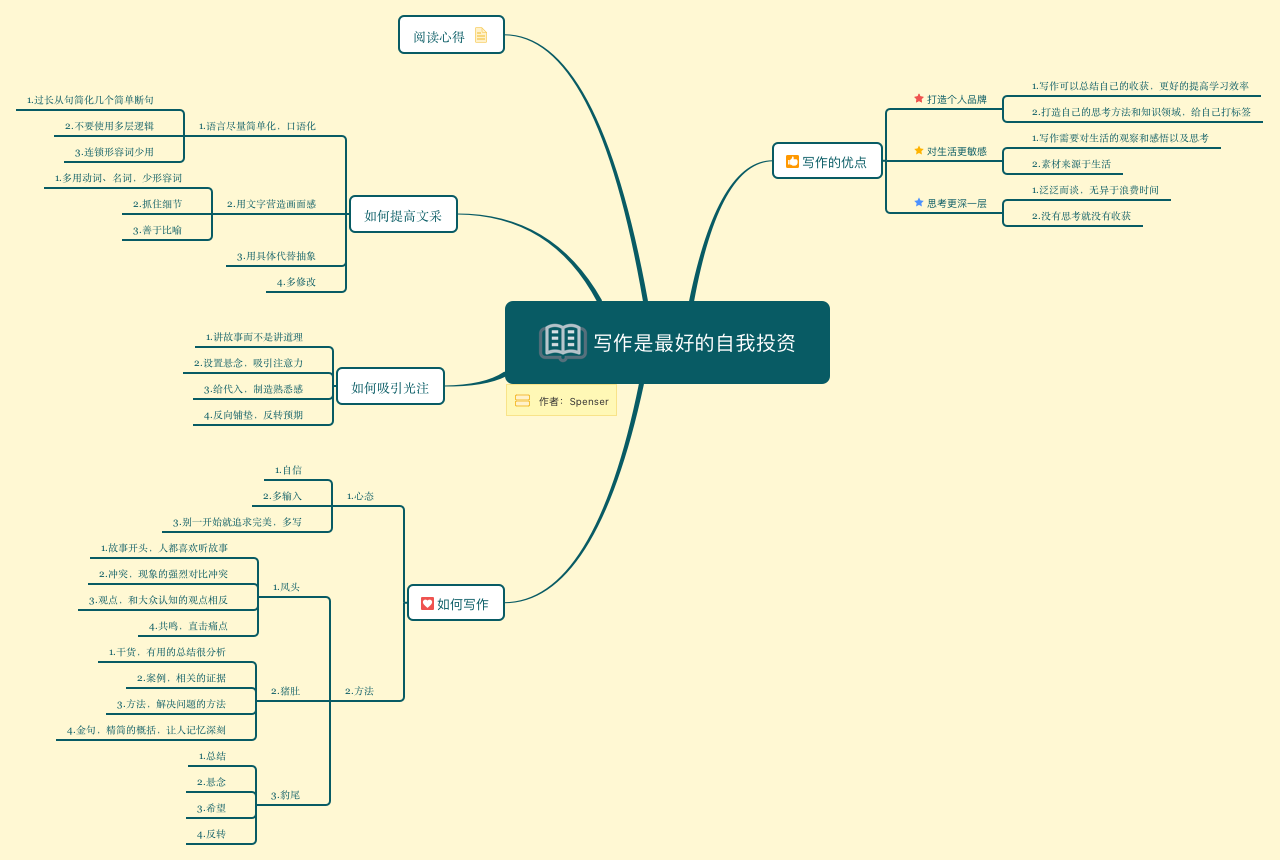 写作是最好的自我投资
作者：Spenser
写作的优点
打造个人品牌
1.写作可以总结自己的收获，更好的提高学习效率
2.打造自己的思考方法和知识领域，给自己打标签
对生活更敏感
1.写作需要对生活的观察和感悟以及思考
2.素材来源于生活
思考更深一层
1.泛泛而谈，无异于浪费时间
2.没有思考就没有收获
如何写作
1.心态
1.自信
2.多输入
3.别一开始就追求完美，多写
2.方法
1.凤头
1.故事开头，人都喜欢听故事
2.冲突，现象的强烈对比冲突
3.观点，和大众认知的观点相反
4.共鸣，直击痛点
2.猪肚
1.干货，有用的总结很分析
2.案例，相关的证据
3.方法，解决问题的方法
4.金句，精简的概括，让人记忆深刻
3.豹尾
1.总结
2.悬念
3.希望
4.反转
如何吸引光注
1.讲故事而不是讲道理
2.设置悬念，吸引注意力
3.给代入，制造熟悉感
4.反向铺垫，反转预期
如何提高文采
1.语言尽量简单化，口语化
1.过长从句简化几个简单断句
2.不要使用多层逻辑
3.连锁形容词少用
2.用文字营造画面感
1.多用动词、名词，少形容词
2.抓住细节
3.善于比喻
3.用具体代替抽象
4.多修改
阅读心得